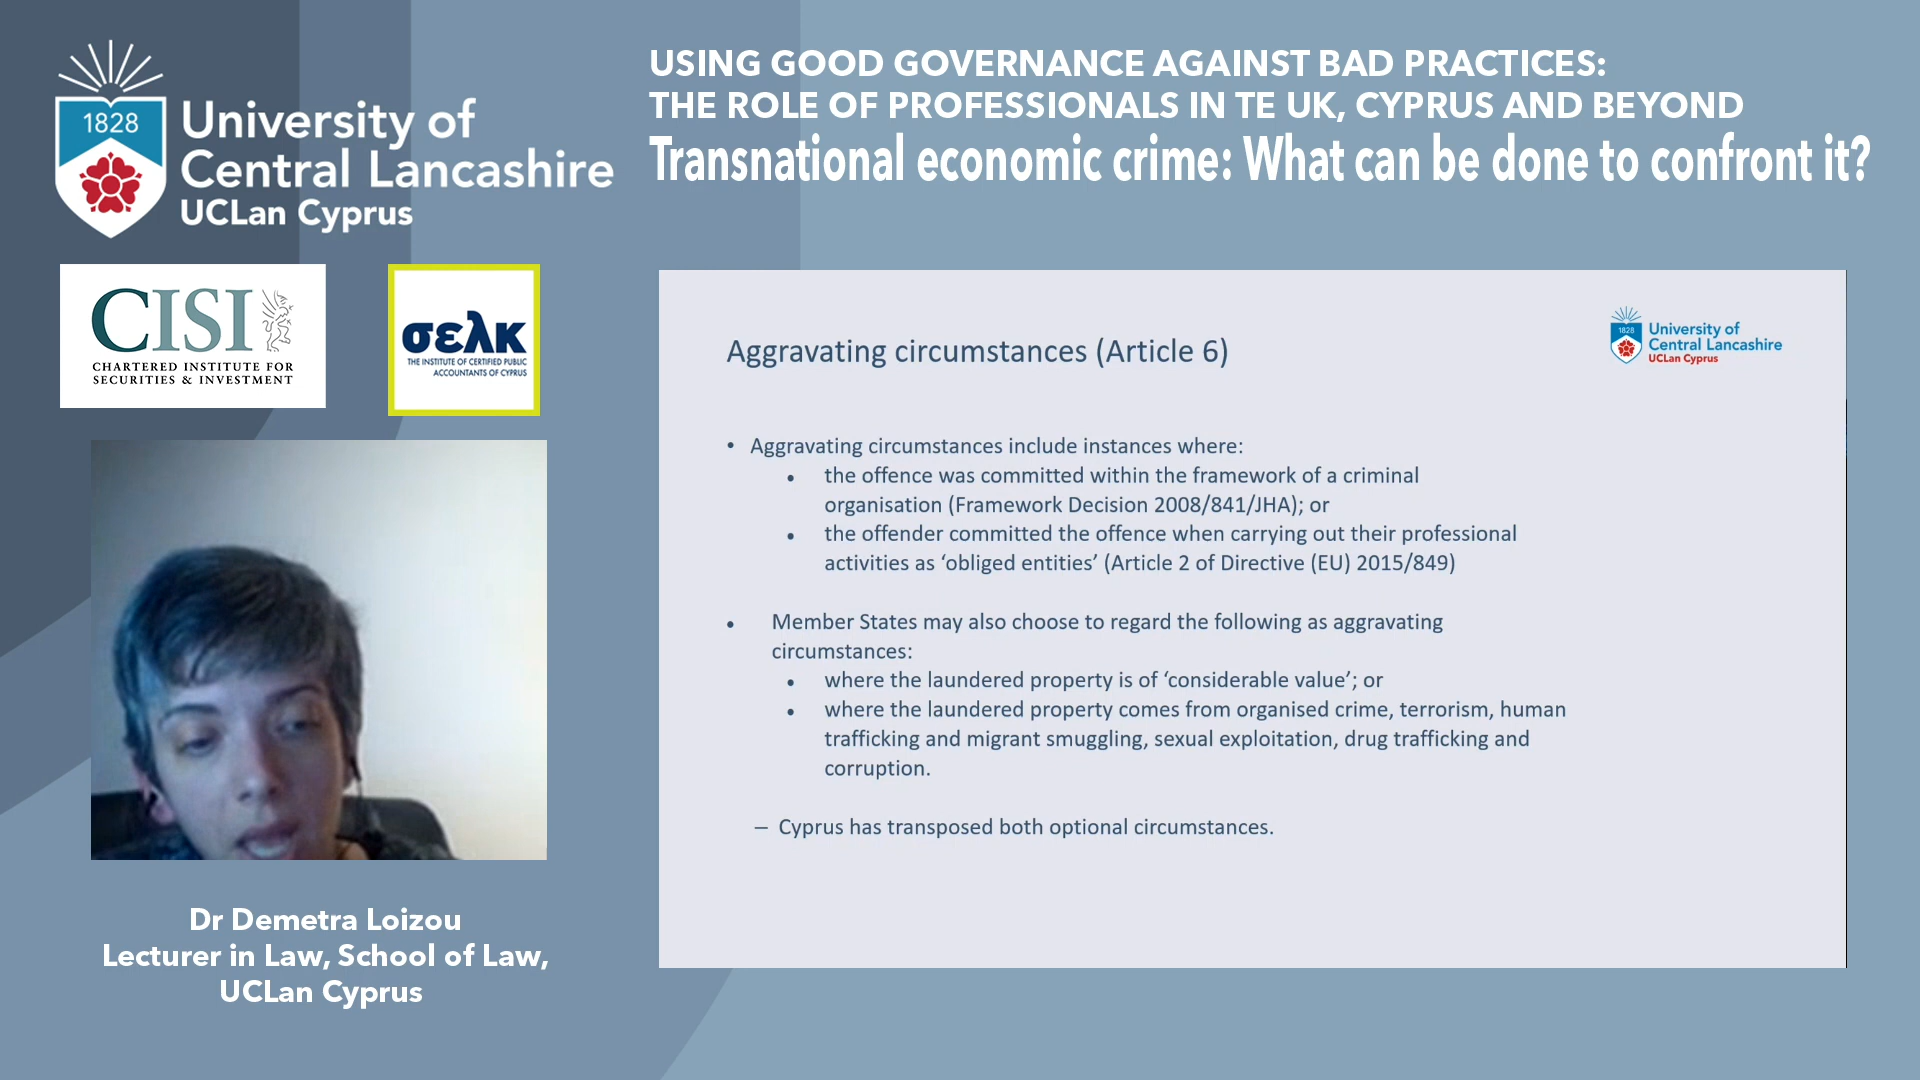 1828
University of
Central Lancashire
UCLan Cyprus
USING GOOD GOVERNANCE AGAINST BAD PRACTICES:
THE ROLE OF PROFESSIONALS IN TE UK, CYPRUS AND BEYOND
Transnational economic crime: What can be done to confront it?
CISI
CHARTERED INSTITUTE FOR
SECURITIES & INVESTMENT
σελκ
THE INSTITUTE OF CERTIFIED PUBLIC
ACCOUNTANTS OF CYPRUS
Aggravating circumstances (Article 6)
1828
University of
Central Lancashire
UCLan Cyprus
• Aggravating circumstances include instances where:
• the offence was committed within the framework of a criminal
organisation (Framework Decision 2008/841/JHA); or
• the offender committed the offence when carrying out their professional
activities as ‘obliged entities’ (Article 2 of Directive (EU) 2015/849)
• Member States may also choose to regard the following as aggravating
circumstances:
• where the laundered property is of ‘considerable value’; or
• where the laundered property comes from organised crime, terrorism, human
trafficking and migrant smuggling, sexual exploitation, drug trafficking and
corruption.
– Cyprus has transposed both optional circumstances.
Dr Demetra Loizou
Lecturer in Law, School of Law,
UCLan Cyprus